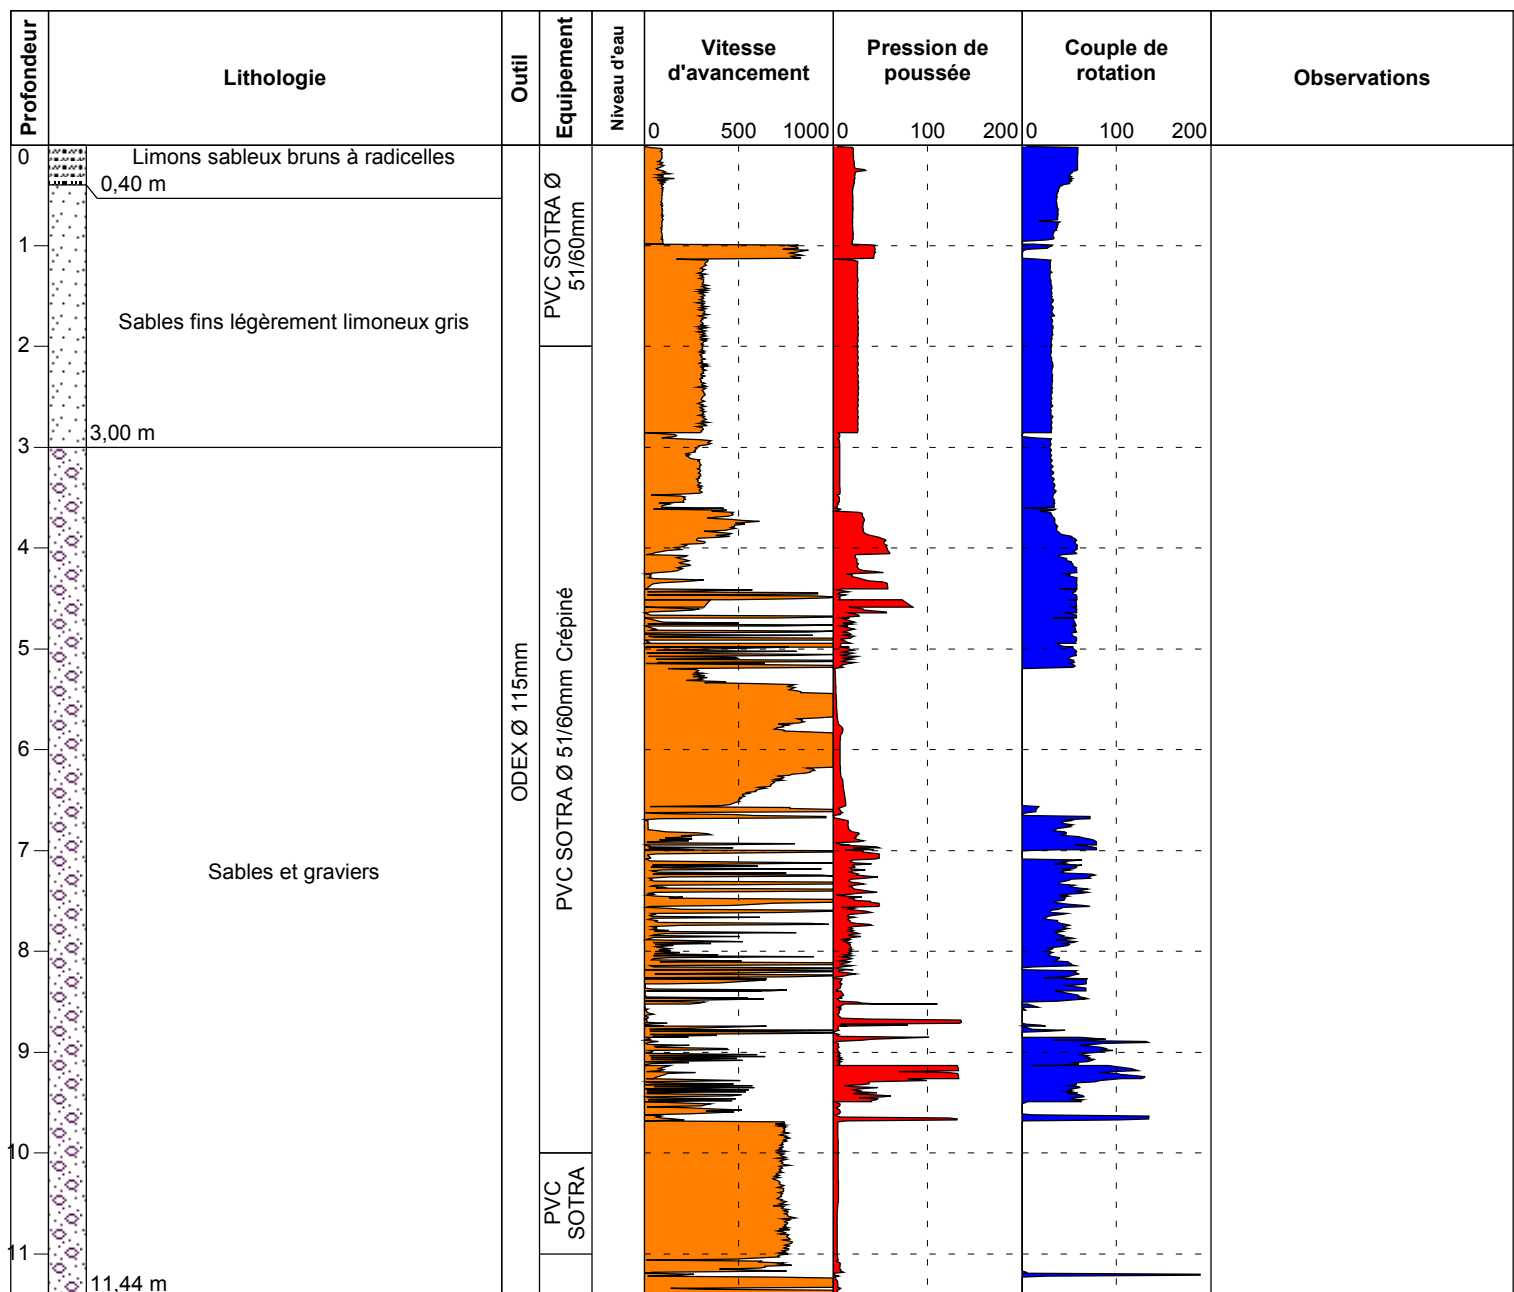 Profondeur
Lithologie
Outil
Equipement
Niveau d'eau
Vitesse
d'avancement
Pression de
poussée
Couple de
rotation
Observations
0 500 1000
0 100 200
0 100 200
0
Limons sableux bruns à radicelles
0,40 m
1
Sables fins légèrement limoneux gris
2
3,00 m
3
4
5
6
7
Sables et graviers
8
9
10
11
11,44 m
ODEX Ø 115mm
PVC SOTRA Ø
51/60mm
PVC SOTRA Ø 51/60mm Crépiné
PVC
SOTRA